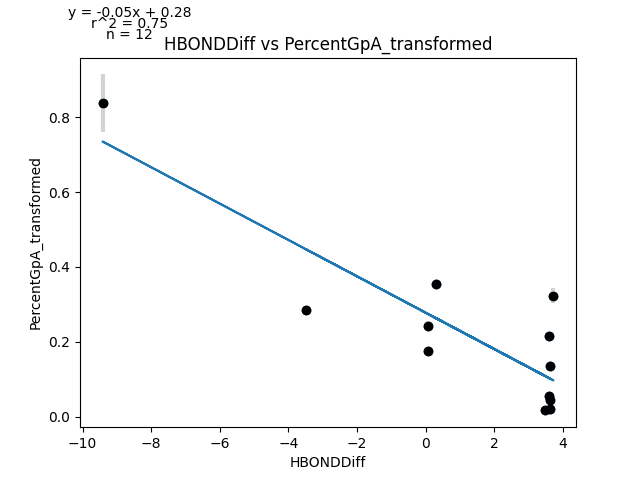 y = -0.05x + 0.28
r^2 = 0.75
n = 12
HBONDDiff vs PercentGpA_transformed
PercentGpA_transformed
0.8
0.6
0.4
0.2
0.0
−10
−8
−6
−4
−2
0
2
4
HBONDDiff